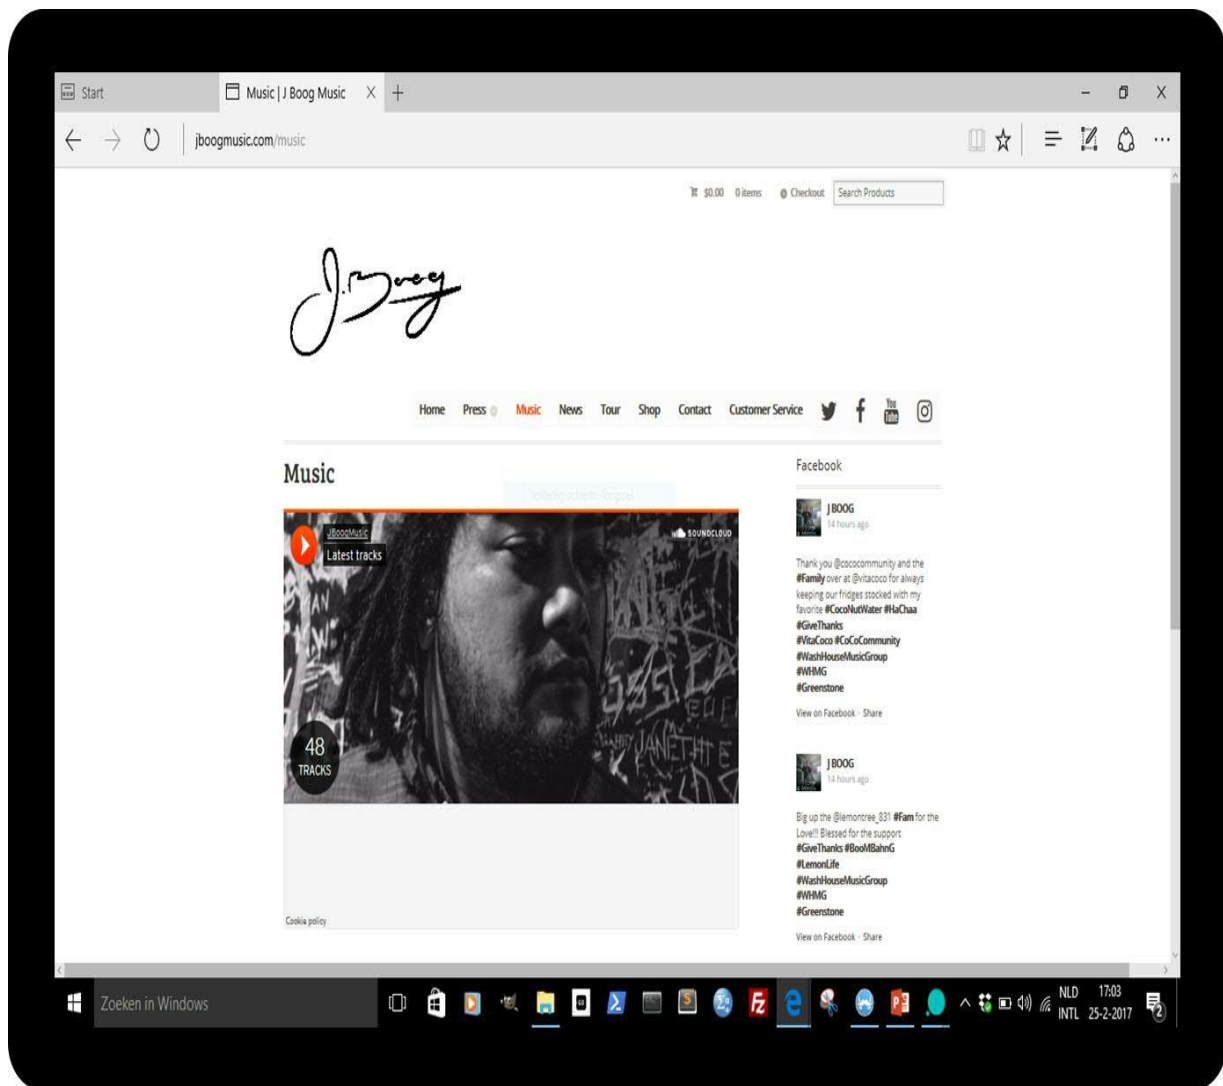 Start
Music | J Boog Music
jboogmusic.com/music
$0.00 0 items Checkout Search Products
J.Boog
Home Press Music News Tour Shop Contact Customer Service You Tube
Music
JBoogMusic
Latest tracks
SOUNDCLOUD
48
TRACKS
JANETHTE
Cookie policy
Facebook
J BOOG
14 hours ago
Thank you @cococommunity and the
#Family over at @vitacoco for always
keeping our fridges stocked with my
favorite #CocoNutWater #HaChaa
#GiveThanks
#VitaCoco #CoCoCommunity
#WashHouseMusicGroup
#WHMG
#Greenstone
View on Facebook · Share
J BOOG
14 hours ago
Big up the @lemontree_831 #Fam for the
Love!!! Blessed for the support
#GiveThanks #BooMBahnG
#LemonLife
#WashHouseMusicGroup
#WHMG
#Greenstone
View on Facebook · Share
Zoeken in Windows
NLD 17:03
INTL 25-2-2017
2